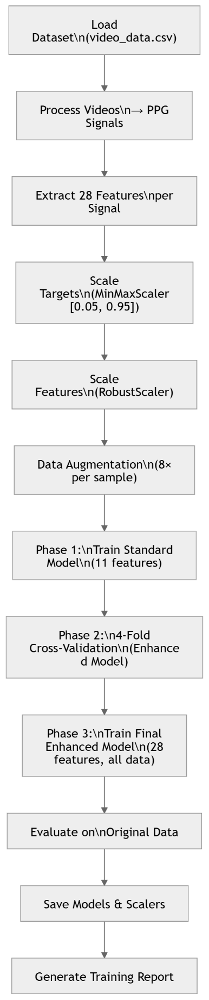 Load
Dataset\n(video_data.csv)
Process Videos\n→ PPG
Signals
Extract 28 Features\nper
Signal
Scale
Targets\n(MinMaxScaler
[0.05, 0.95])
Scale
Features\n(RobustScaler)
Data Augmentation\n(8×
per sample)
Phase 1:\nTrain Standard
Model\n(11 features)
Phase 2:\n4-Fold
Cross-Validation\n(Enhance
d Model)
Phase 3:\nTrain Final
Enhanced Model\n(28
features, all data)
Evaluate on\nOriginal Data
Save Models & Scalers
Generate Training Report